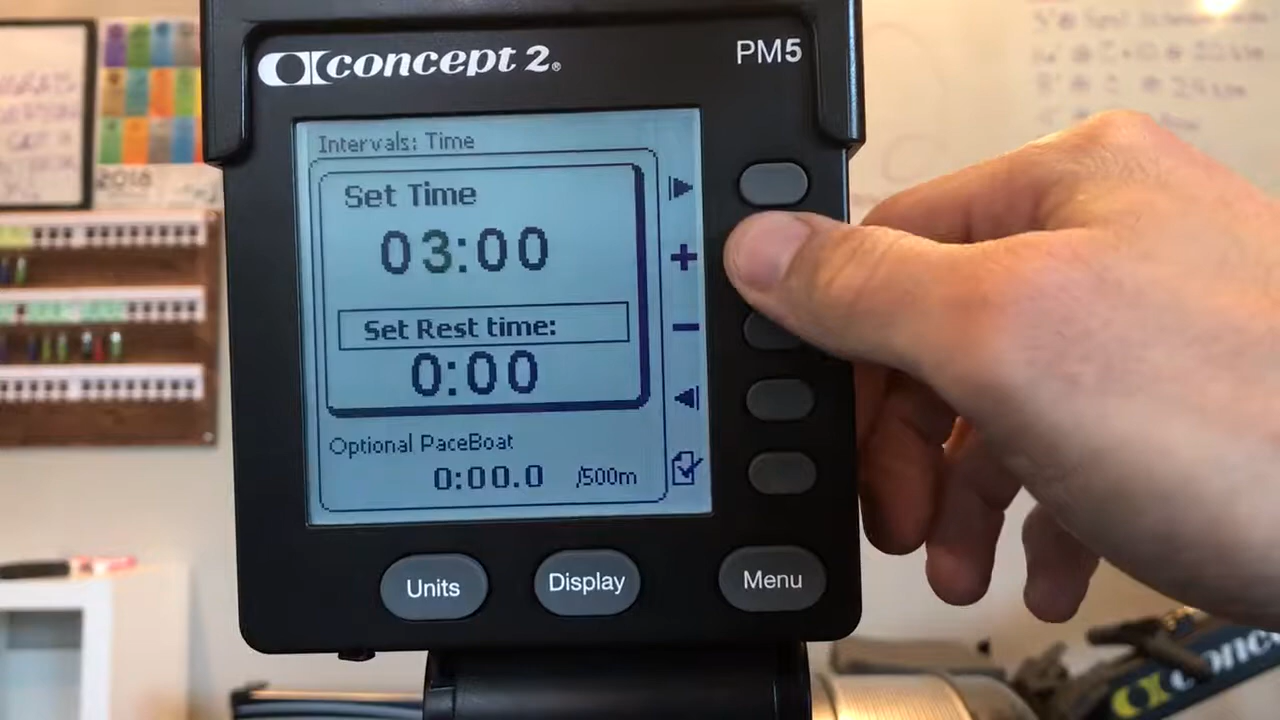 concept 2®
PM5
Intervals: Time
Set Time
03:00
Set Rest time:
0:00
Optional PaceBoat
0:00.0 /500m
Units
Display
Menu
2016